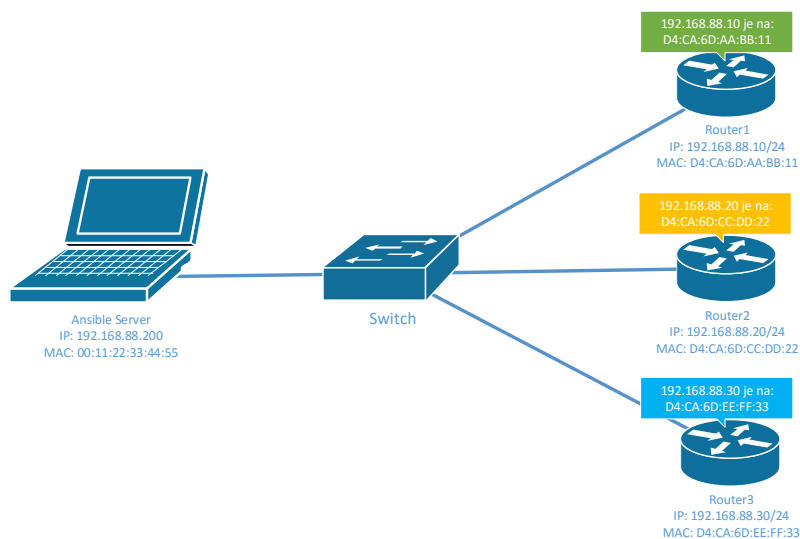 192.168.88.10 je na:
D4:CA:6D:AA:BB:11
Router1
IP: 192.168.88.10/24
MAC: D4:CA:6D:AA:BB:11
192.168.88.20 je na:
D4:CA:6D:CC:DD:22
Router2
IP: 192.168.88.20/24
MAC: D4:CA:6D:CC:DD:22
Ansible Server
IP: 192.168.88.200
MAC: 00:11:22:33:44:55
Switch
192.168.88.30 je na:
D4:CA:6D:EE:FF:33
Router3
IP: 192.168.88.30/24
MAC: D4:CA:6D:EE:FF:33